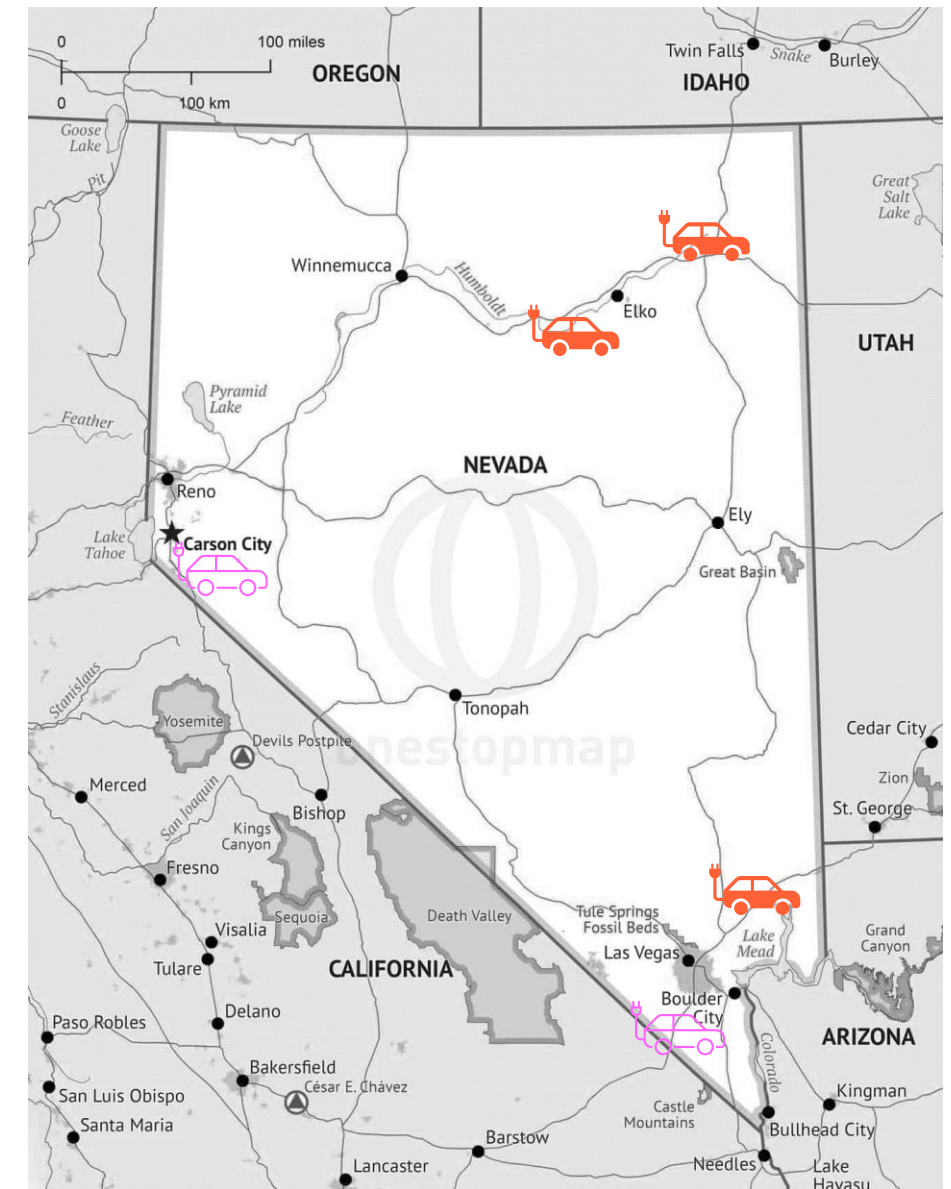 0
100 miles
0
100 km
OREGON
Twin Falls
Snake
Burley
IDAHO
Goose
Lake
Pit
Great
Salt
Lake
Winnemucca
Humboldt
Elko
UTAH
Pyramid
Lake
Feather
NEVADA
Reno
Ely
Lake
Tahoe
Carson City
Great Basin
Stanislaus
Tonopah
Yosemite
Devils Postpile
onestopmap
Cedar City
Zion
Merced
San Joaquin
Bishop
St. George
Kings
Canyon
Fresno
Sequoia
Death Valley
Tule Springs
Fossil Beds
Visalia
Tulare
Las Vegas
Lake
Mead
Grand
Canyon
CALIFORNIA
Boulder
City
Delano
Paso Robles
ARIZONA
Colorado
Bakersfield
César E. Chávez
San Luis Obispo
Castle
Mountains
Kingman
Santa Maria
Barstow
Bullhead City
Lancaster
Needles
Lake
Havasu